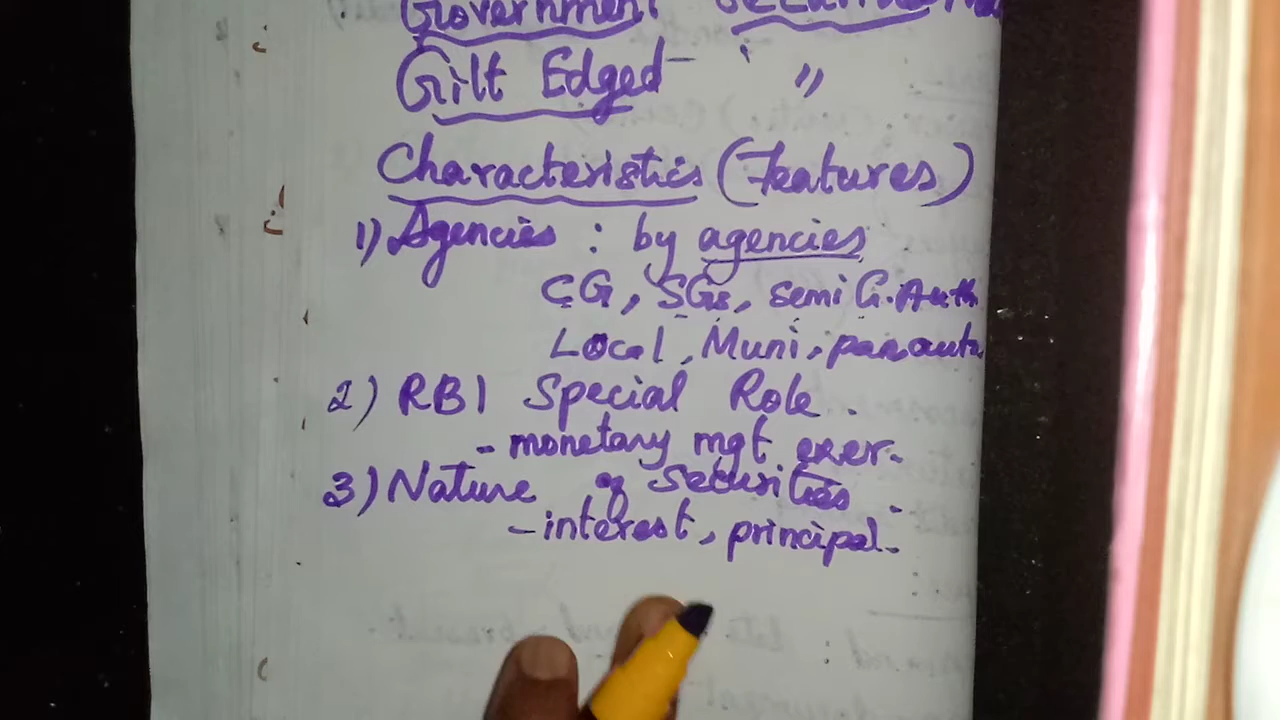 Government
Gilt Edged - "
Characteristics (Features)
1) Agencies : by agencies
CG, SGs, semi G. Auth
Local, Muni,
2) RBI Special Role.
- monetary mgt exer.
3) Nature of Securities.
- interest, principal.